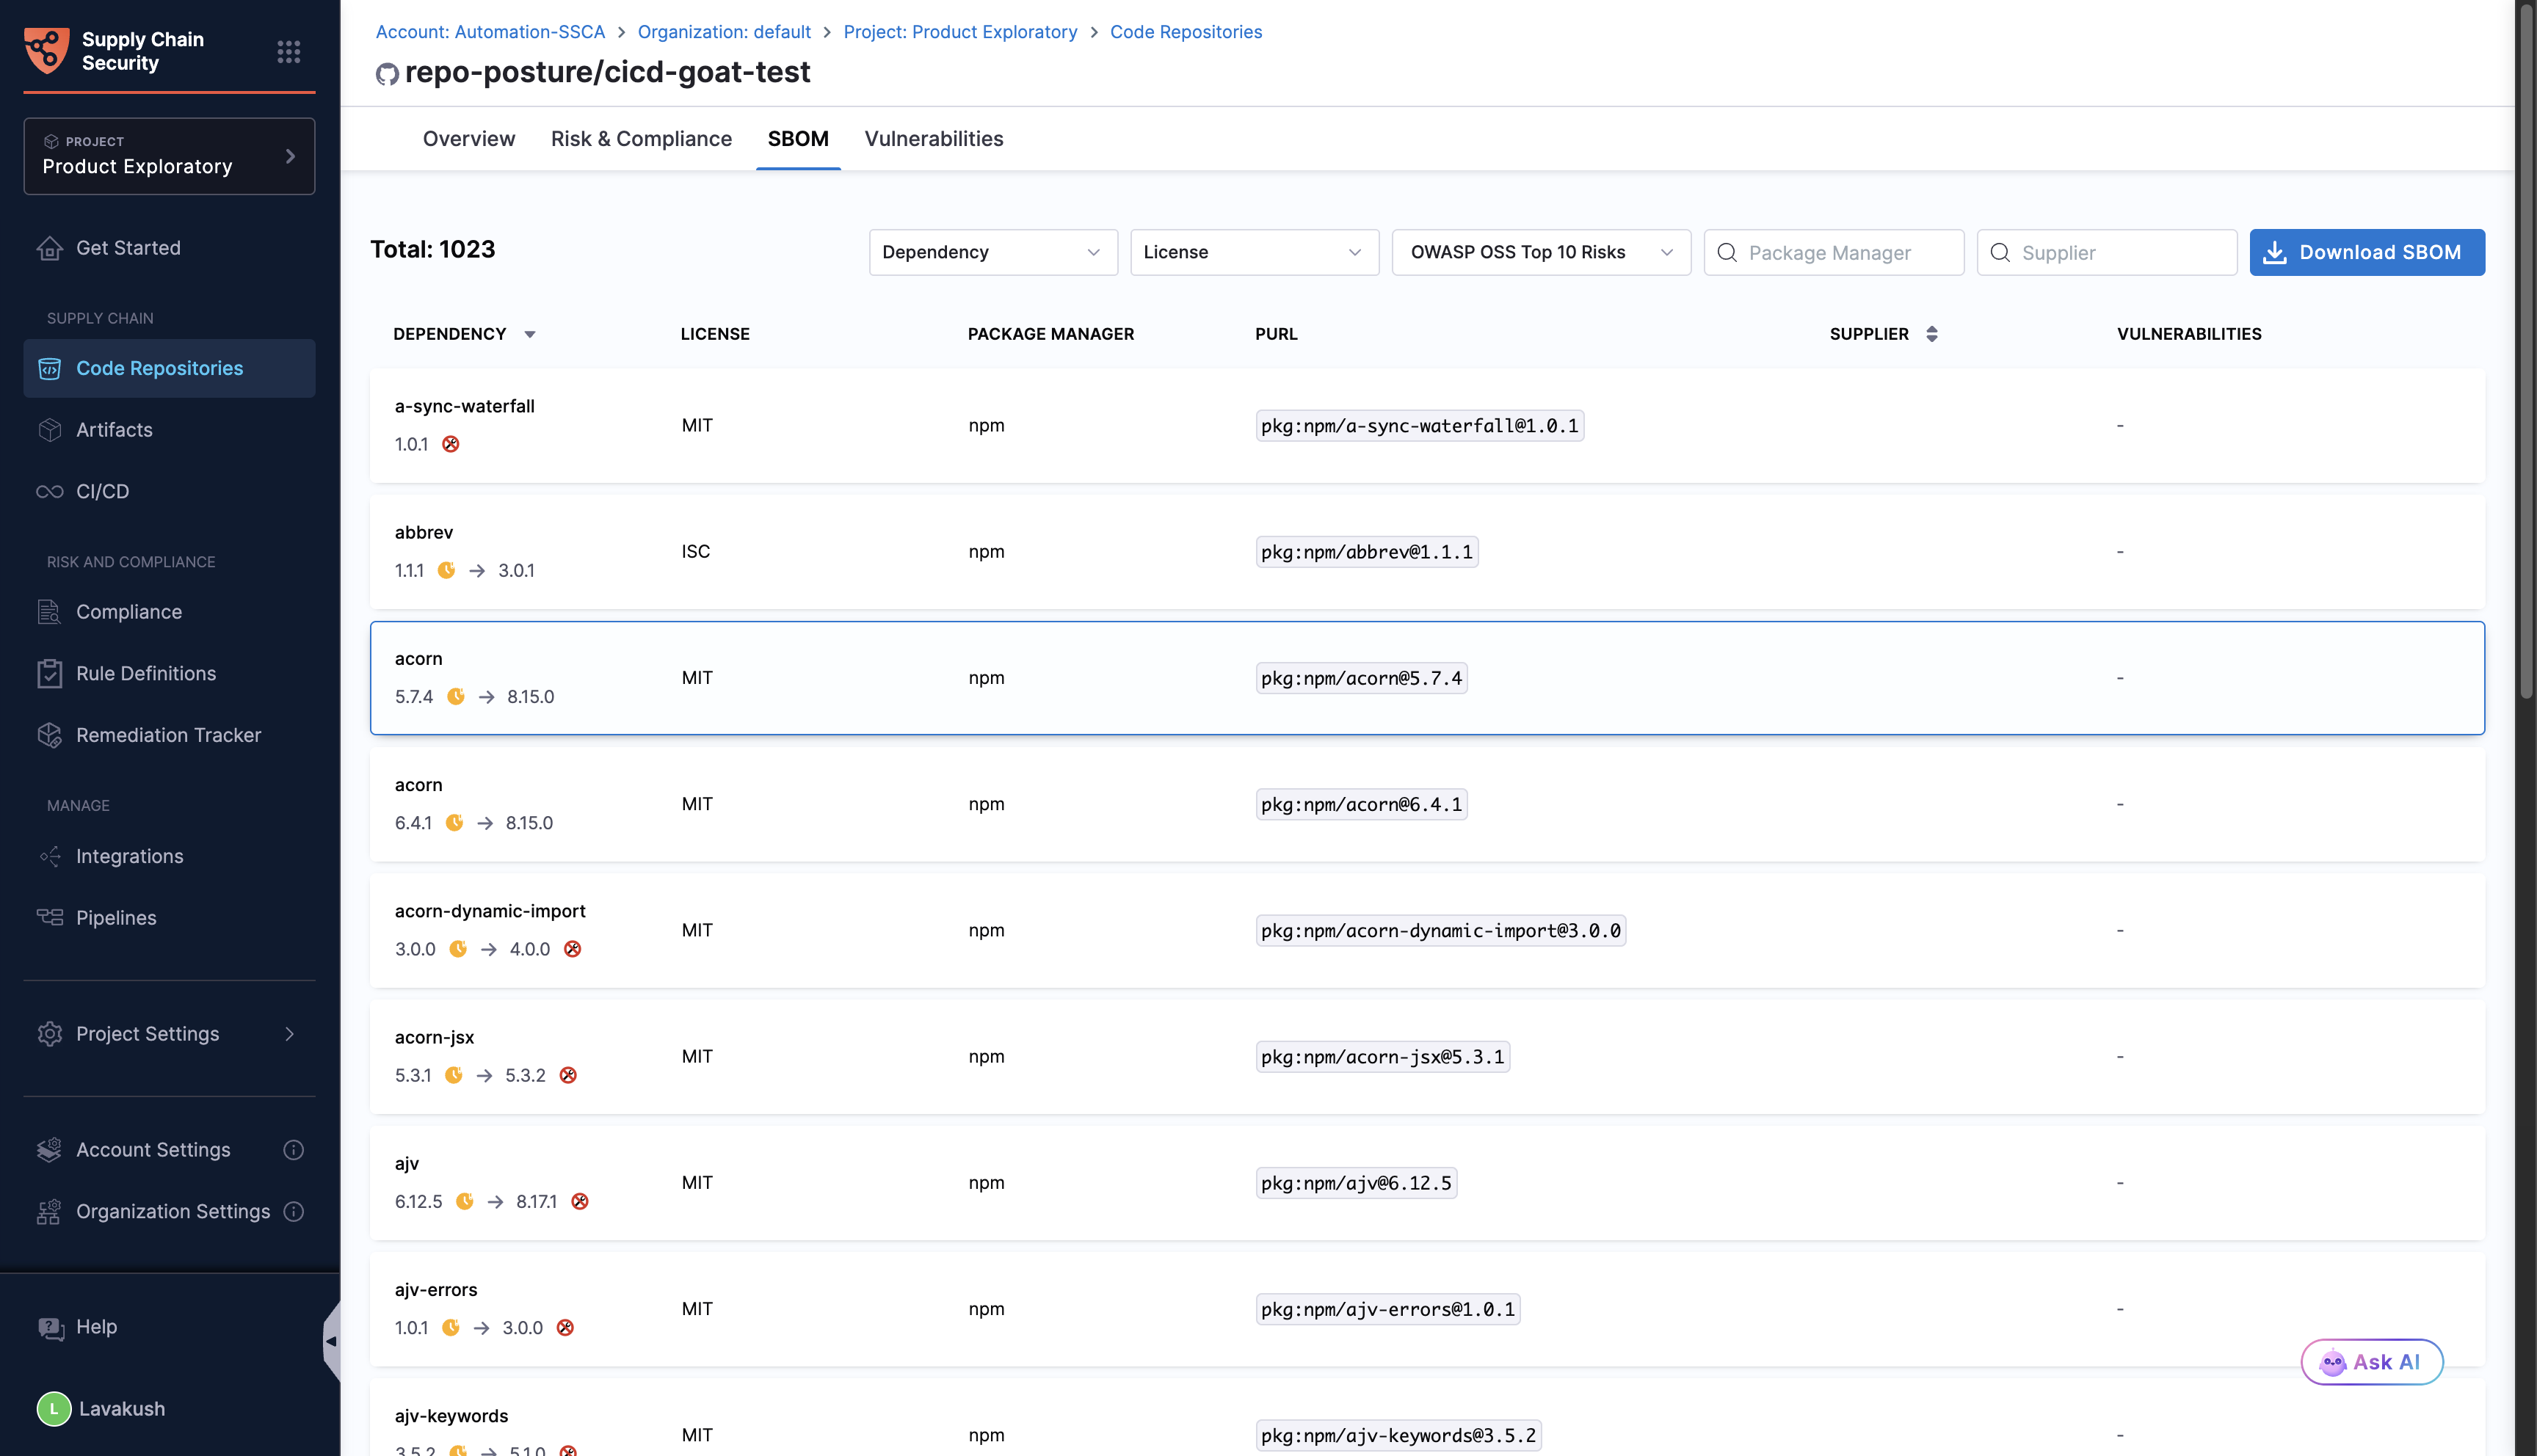 Supply Chain
Security
PROJECT
Product Exploratory
Get Started
SUPPLY CHAIN
Code Repositories
Artifacts
CI/CD
RISK AND COMPLIANCE
Compliance
Rule Definitions
Remediation Tracker
MANAGE
Integrations
Pipelines
Project Settings
Account Settings
Organization Settings
Help
L Lavakush
Account: Automation-SSCA > Organization: default > Project: Product Exploratory > Code Repositories
repo-posture/cicd-goat-test
Overview Risk & Compliance SBOM Vulnerabilities
Total: 1023 Dependency License OWASP OSS Top 10 Risks Package Manager Supplier Download SBOM
DEPENDENCY LICENSE PACKAGE MANAGER PURL SUPPLIER VULNERABILITIES
a-sync-waterfall
1.0.1
MIT npm pkg:npm/a-sync-waterfall@1.0.1 -
abbrev
1.1.1 → 3.0.1
ISC npm pkg:npm/abbrev@1.1.1 -
acorn
5.7.4 → 8.15.0
MIT npm pkg:npm/acorn@5.7.4 -
acorn
6.4.1 → 8.15.0
MIT npm pkg:npm/acorn@6.4.1 -
acorn-dynamic-import
3.0.0 → 4.0.0
MIT npm pkg:npm/acorn-dynamic-import@3.0.0 -
acorn-jsx
5.3.1 → 5.3.2
MIT npm pkg:npm/acorn-jsx@5.3.1 -
ajv
6.12.5 → 8.17.1
MIT npm pkg:npm/ajv@6.12.5 -
ajv-errors
1.0.1 → 3.0.0
MIT npm pkg:npm/ajv-errors@1.0.1 -
ajv-keywords
3.5.2 → 5.1.0
MIT npm pkg:npm/ajv-keywords@3.5.2 -
Ask AI